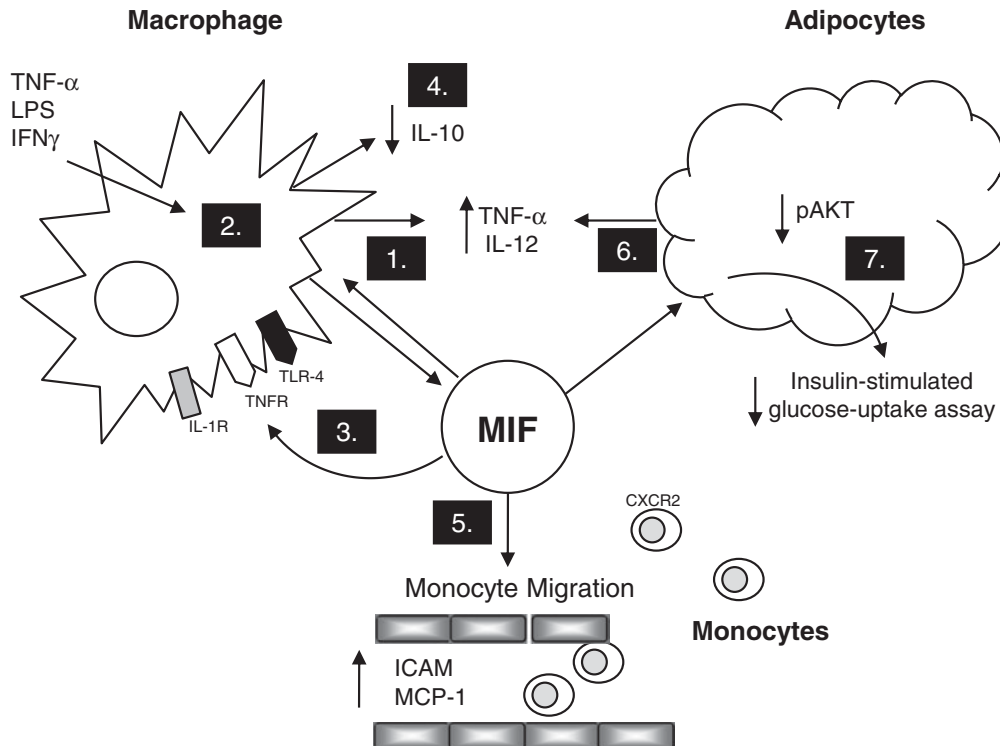 Macrophage
Adipocytes
TNF-α
LPS
IFNγ
4.
IL-10
2.
TNF-α
IL-12
1.
6.
pAKT
7.
TLR-4
TNFR
IL-1R
3.
MIF
Insulin-stimulated
glucose-uptake assay
5.
CXCR2
Monocyte Migration
Monocytes
ICAM
MCP-1